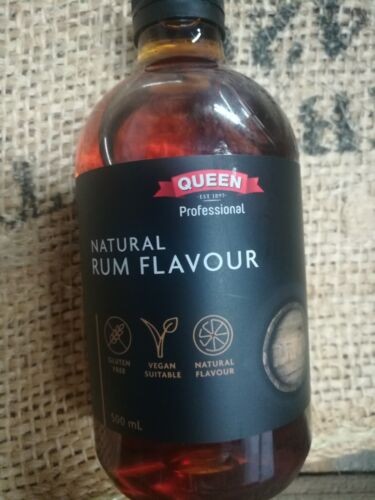 QUEEN
EST 1897
Professional
NATURAL
RUM FLAVOUR
GLUTEN
FREE
VEGAN
SUITABLE
NATURAL
FLAVOUR
500 mL